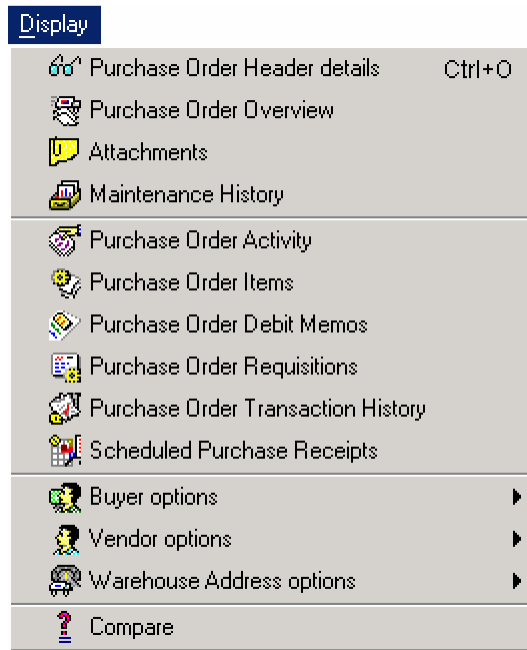 Display
Purchase Order Header details Ctrl+O
Purchase Order Overview
Attachments
Maintenance History
Purchase Order Activity
Purchase Order Items
Purchase Order Debit Memos
Purchase Order Requisitions
Purchase Order Transaction History
Scheduled Purchase Receipts
Buyer options
Vendor options
Warehouse Address options
Compare